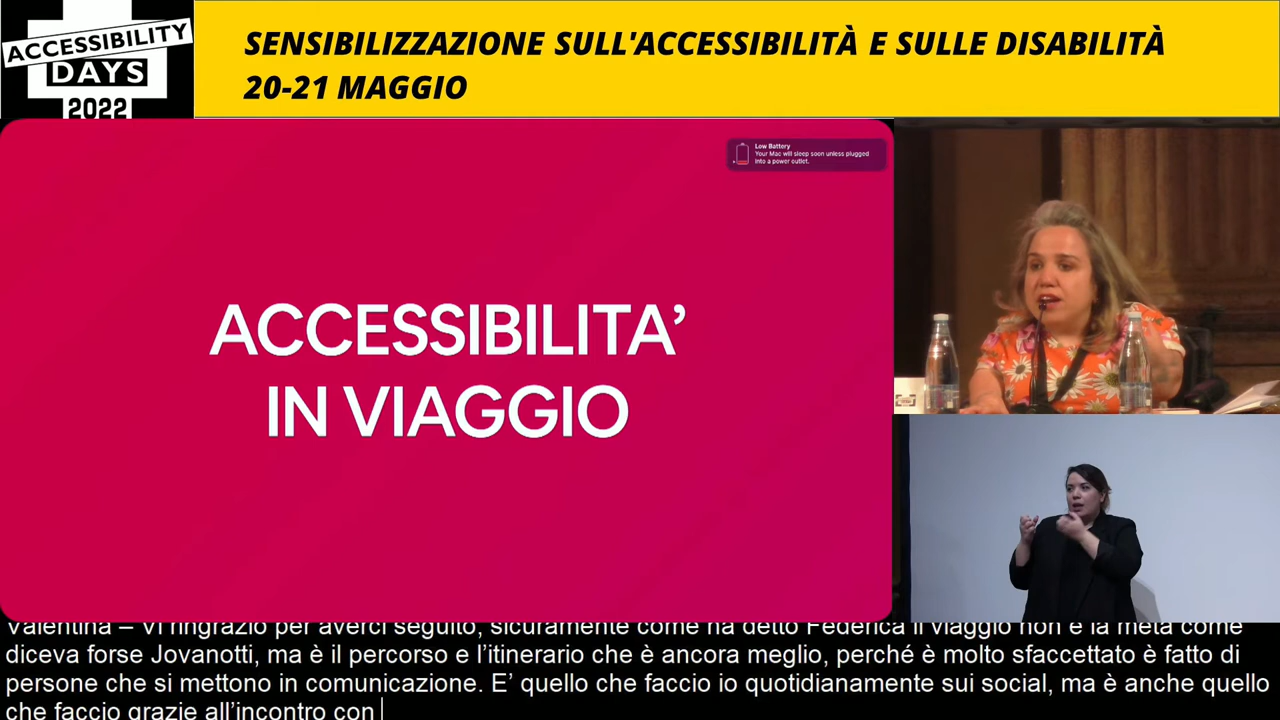 ACCESSIBILITY
DAYS
2022
SENSIBILIZZAZIONE SULL'ACCESSIBILITÀ E SULLE DISABILITÀ
20-21 MAGGIO
Low Battery
Your Mac will sleep soon unless plugged
into a power outlet.
ACCESSIBILITA’
IN VIAGGIO
Valentina – Vi ringrazio per averci seguito, sicuramente come ha detto Federica il viaggio non è la meta come
diceva forse Jovanotti, ma è il percorso e l’itinerario che è ancora meglio, perché è molto sfaccettato è fatto di
persone che si mettono in comunicazione. E’ quello che faccio io quotidianamente sui social, ma è anche quello
che faccio grazie all’incontro con